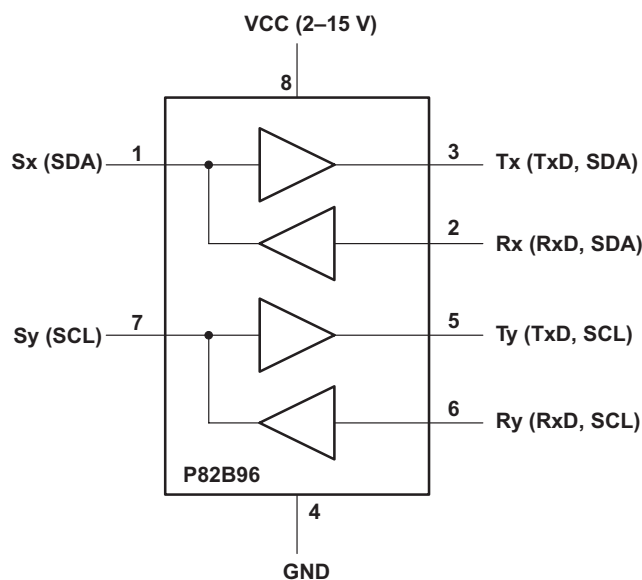 VCC (2–15 V)
8
Sx (SDA)
1
3
Tx (TxD, SDA)
2
Rx (RxD, SDA)
Sy (SCL)
7
5
Ty (TxD, SCL)
6
Ry (RxD, SCL)
P82B96
4
GND